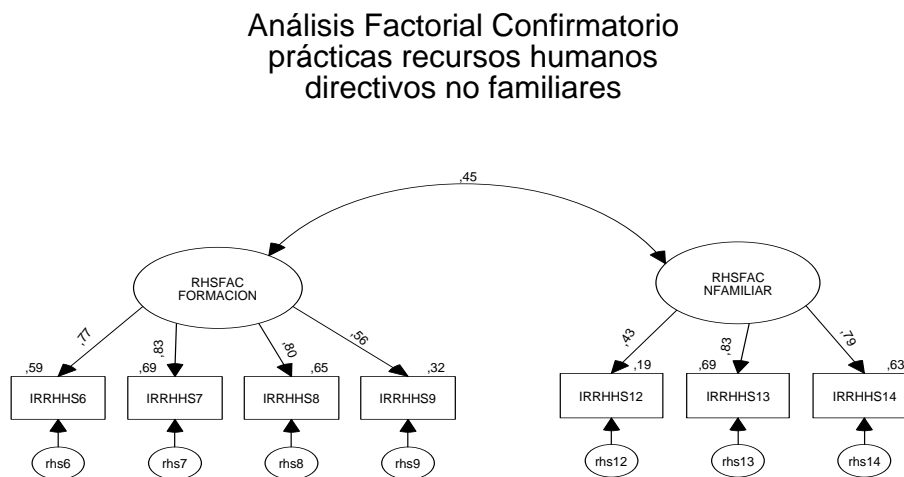 Análisis Factorial Confirmatorio
prácticas recursos humanos
directivos no familiares
,45
RHSFAC
FORMACION
RHSFAC
NFAMILIAR
,77
,83
,80
,56
,43
,83
,79
,59
,69
,65
,32
,19
,69
,63
IRRHHS6
IRRHHS7
IRRHHS8
IRRHHS9
IRRHHS12
IRRHHS13
IRRHHS14
rhs6
rhs7
rhs8
rhs9
rhs12
rhs13
rhs14